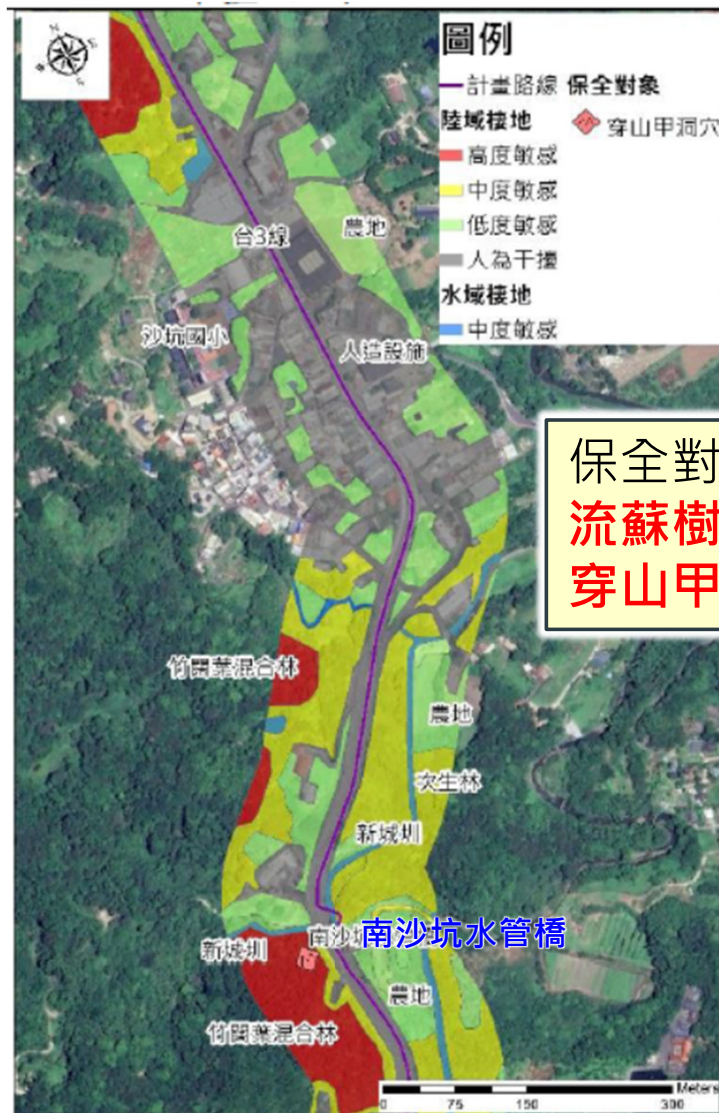 圖例
計畫路線 保全對象
陸域棲地
穿山甲洞穴
高度敏感
中度敏感
低度敏感
人為干擾
水域棲地
中度敏感
台3線
農地
沙坑國小
人造設施
保全對
流蘇樹
穿山甲
竹闊葉混合林
農地
次生林
新城圳
南沙坑水管橋
新城圳
南沙
農地
竹闊葉混合林
Meters
0 75 150 300